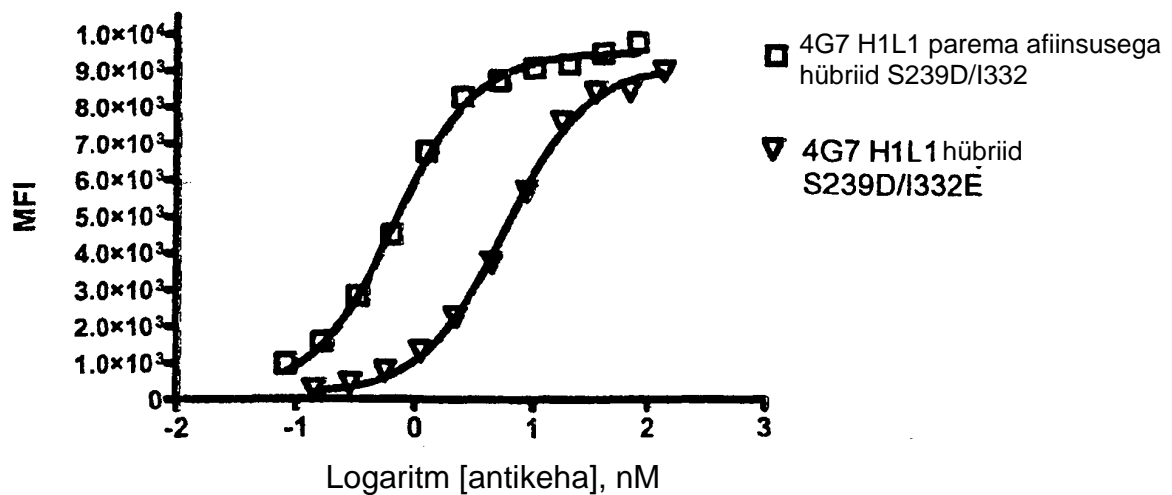 1.0×10⁴
9.0×10³
8.0×10³
7.0×10³
6.0×10³
5.0×10³
4.0×10³
3.0×10³
2.0×10³
1.0×10³
0
MFI
-2 -1 0 1 2 3
Logaritm [antikeha], nM
4G7 H1L1 parema afiinsusega
hübriid S239D/I332
4G7 H1L1 hübriid
S239D/I332E